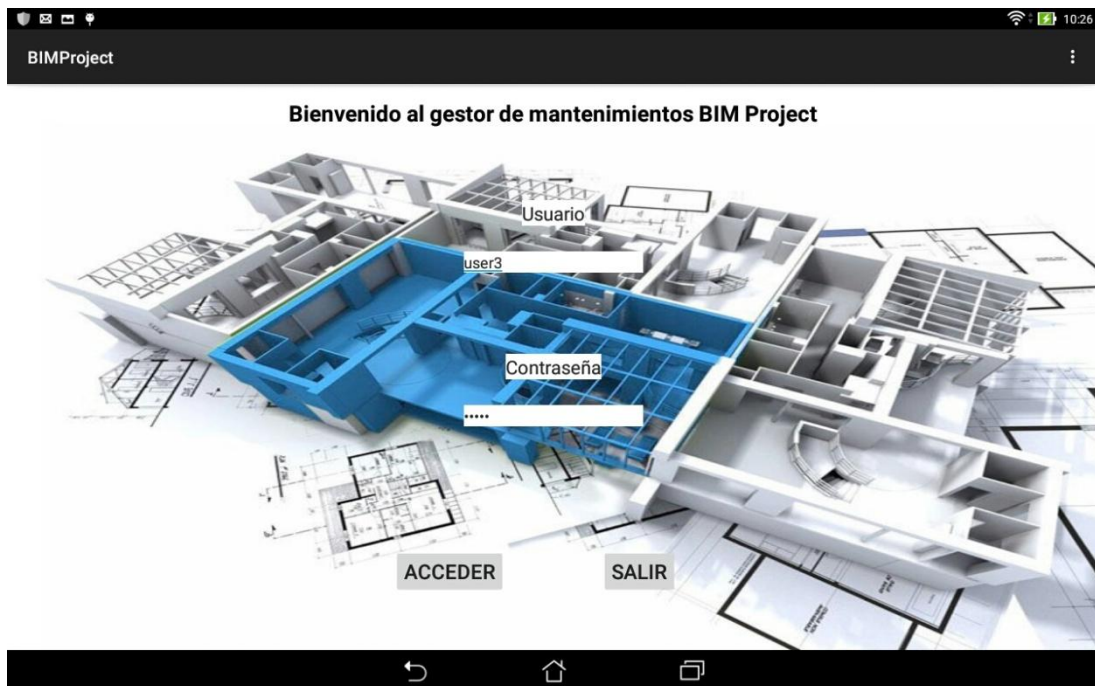 10:26
BIMProject
Bienvenido al gestor de mantenimientos BIM Project
Usuario
user3
Contraseña
•••••
ACCEDER
SALIR